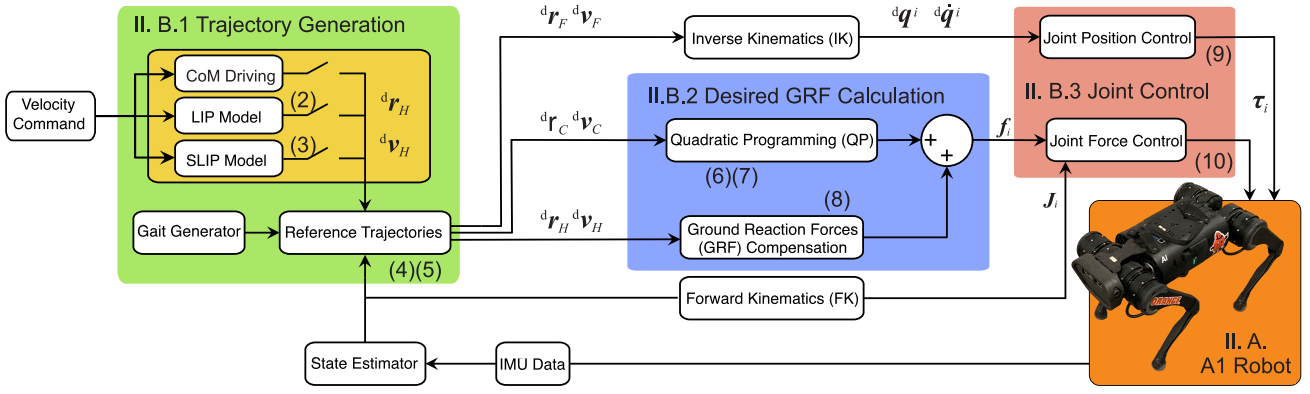 II. B.1 Trajectory Generation
Velocity
Command
CoM Driving
LIP Model
(2)
SLIP Model
(3)
ᵈr_H
ᵈv_H
Gait Generator
Reference Trajectories
(4)(5)
ᵈr_F ᵈv_F
Inverse Kinematics (IK)
ᵈqⁱ ᵈq̇ⁱ
II.B.2 Desired GRF Calculation
ᵈr_C ᵈv_C
Quadratic Programming (QP)
(6)(7)
+
+
f_i
ᵈr_H ᵈv_H
(8)
Ground Reaction Forces
(GRF) Compensation
Forward Kinematics (FK)
J_i
Joint Position Control
(9)
II. B.3 Joint Control
Joint Force Control
(10)
τ_i
State Estimator
IMU Data
AI
ORANGE
II. A.
A1 Robot